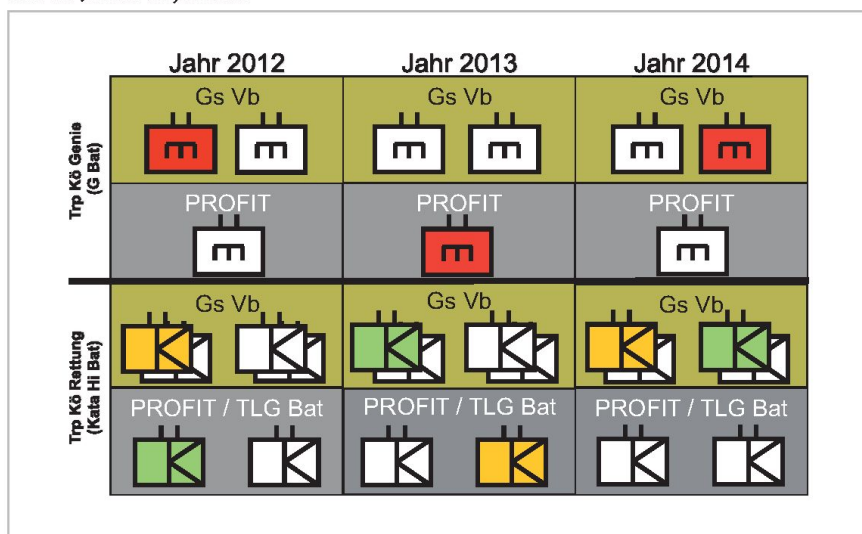 Jahr 2012 Jahr 2013 Jahr 2014
Trp Kö Genie
(G Bat)
Gs Vb Gs Vb Gs Vb
PROFIT PROFIT PROFIT
Trp Kö Rettung
(Kata Hi Bat)
Gs Vb Gs Vb Gs Vb
PROFIT / TLG Bat PROFIT / TLG Bat PROFIT / TLG Bat